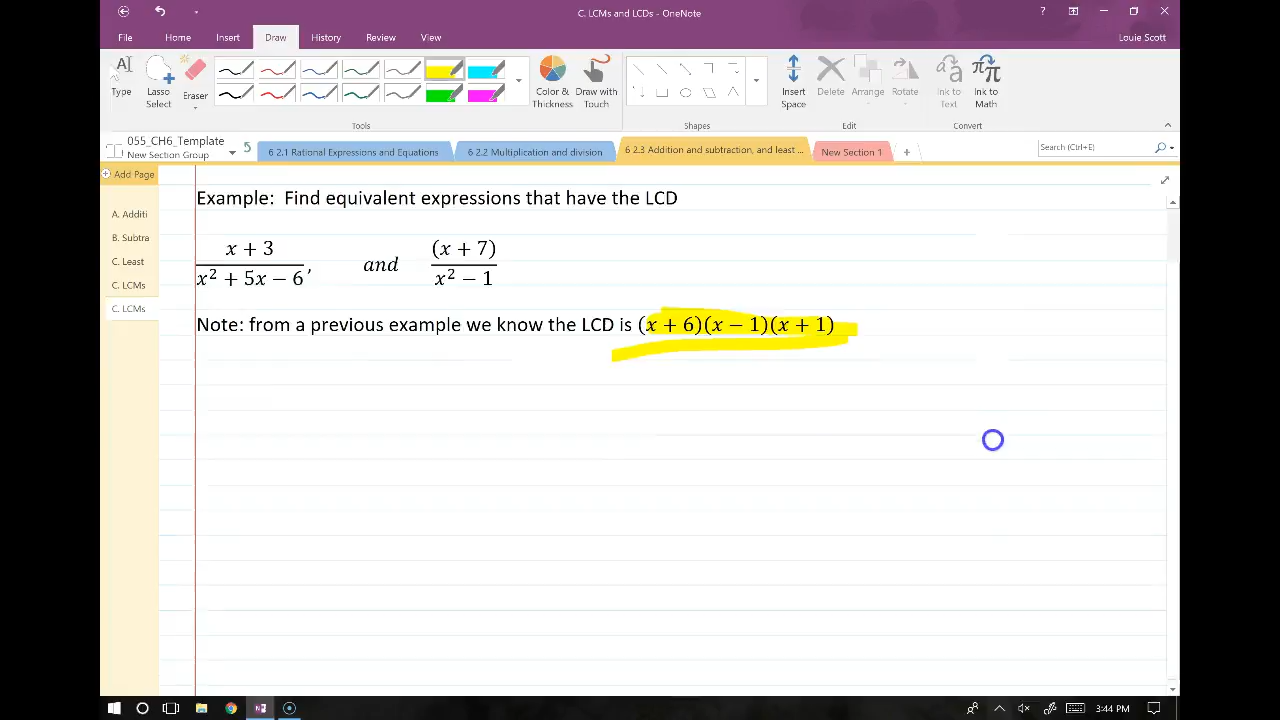 C. LCMs and LCDs - OneNote
?
File Home Insert Draw History Review View
Louie Scott
Type
Lasso Select
Eraser
Color & Thickness
Draw with Touch
Insert Space
Delete
Arrange
Rotate
Ink to Text
Ink to Math
Tools
Shapes
Edit
Convert
055_CH6_Template
New Section Group
6 2.1 Rational Expressions and Equations
6 2.2 Multiplication and division
6 2.3 Addition and subtraction, and least ...
New Section 1
+
Search (Ctrl+E)
Add Page
A. Additi
B. Subtra
C. Least
C. LCMs
C. LCMs
Example: Find equivalent expressions that have the LCD
x + 3 (x + 7)
, and
x² + 5x − 6 x² − 1
Note: from a previous example we know the LCD is (x + 6)(x − 1)(x + 1)
3:44 PM